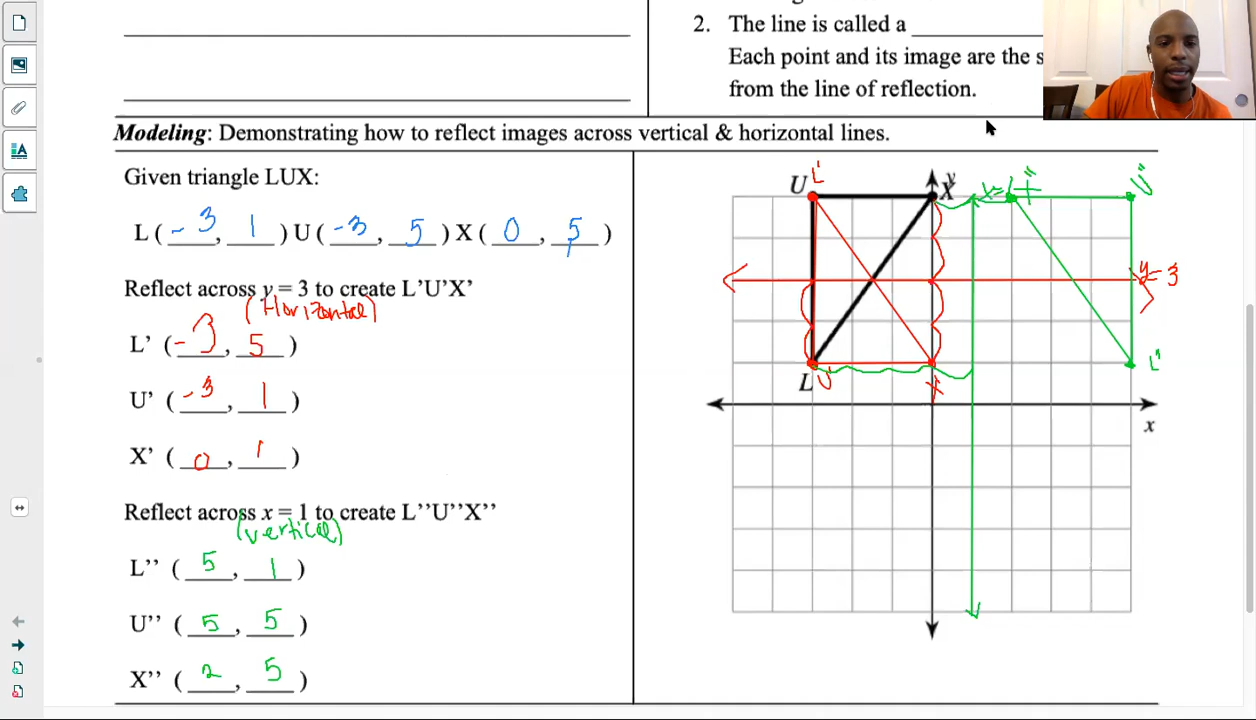 2. The line is called a
Each point and its image are the s
from the line of reflection.
Modeling: Demonstrating how to reflect images across vertical & horizontal lines.
Given triangle LUX:
L ( -3 , 1 ) U ( -3 , 5 ) X ( 0 , 5 )
Reflect across y = 3 to create L'U'X'
(Horizontal)
L' ( -3 , 5 )
U' ( -3 , 1 )
X' ( 0 , 1 )
Reflect across x = 1 to create L''U''X''
(vertical)
L'' ( 5 , 1 )
U'' ( 5 , 5 )
X'' ( 2 , 5 )
U L' X y X" U"
y=3
L U' L"
x